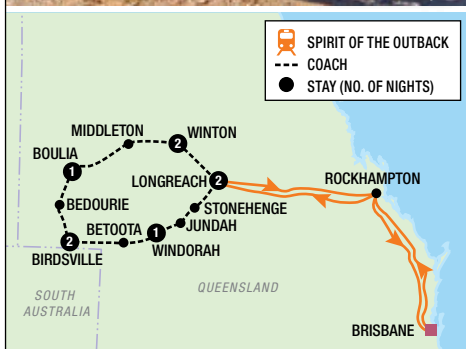 SPIRIT OF THE OUTBACK
COACH
STAY (NO. OF NIGHTS)
MIDDLETON
2
WINTON
BOULIA
1
LONGREACH
2
ROCKHAMPTON
BEDOURIE
STONEHENGE
JUNDAH
BETOOTA
1
WINDORAH
2
BIRDSVILLE
QUEENSLAND
SOUTH
AUSTRALIA
BRISBANE